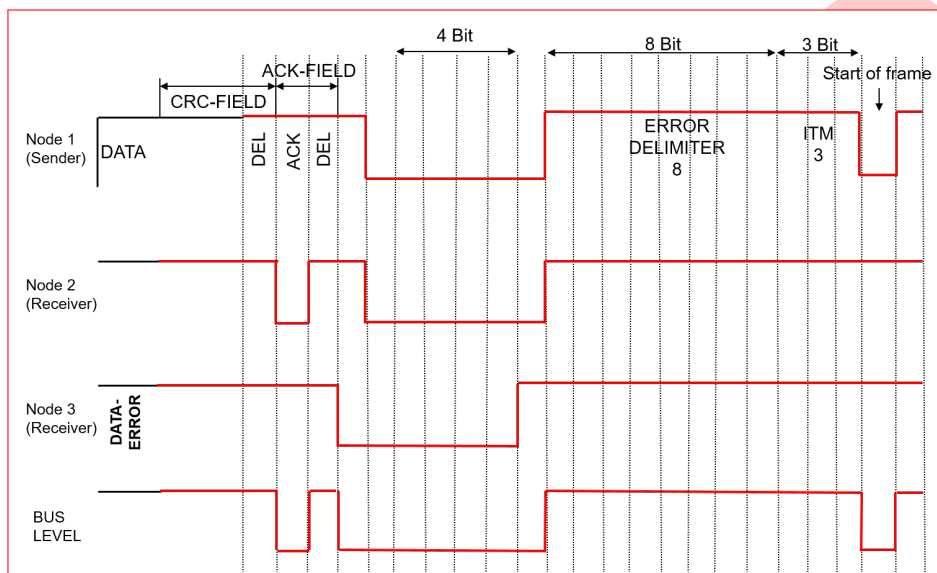 4 Bit
8 Bit
3 Bit
ACK-FIELD
Start of frame
CRC-FIELD
Node 1
(Sender)
DATA
DEL
ACK
DEL
ERROR
DELIMITER
8
ITM
3
Node 2
(Receiver)
Node 3
(Receiver)
DATA-
ERROR
BUS
LEVEL